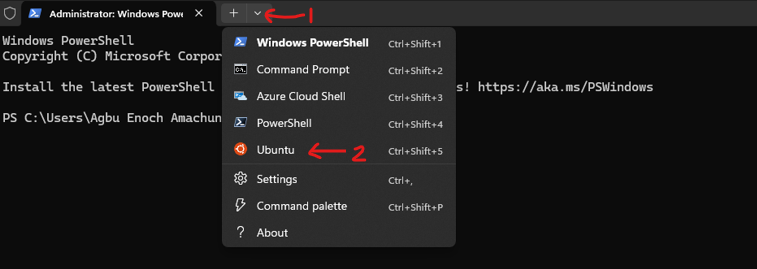 Administrator: Windows Powe
1
Windows PowerShell
Copyright (C) Microsoft Corpor
Install the latest PowerShell s! https://aka.ms/PSWindows
PS C:\Users\Agbu Enoch Amachun
Windows PowerShell Ctrl+Shift+1
Command Prompt Ctrl+Shift+2
Azure Cloud Shell Ctrl+Shift+3
PowerShell Ctrl+Shift+4
Ubuntu 2 Ctrl+Shift+5
Settings Ctrl+,
Command palette Ctrl+Shift+P
About